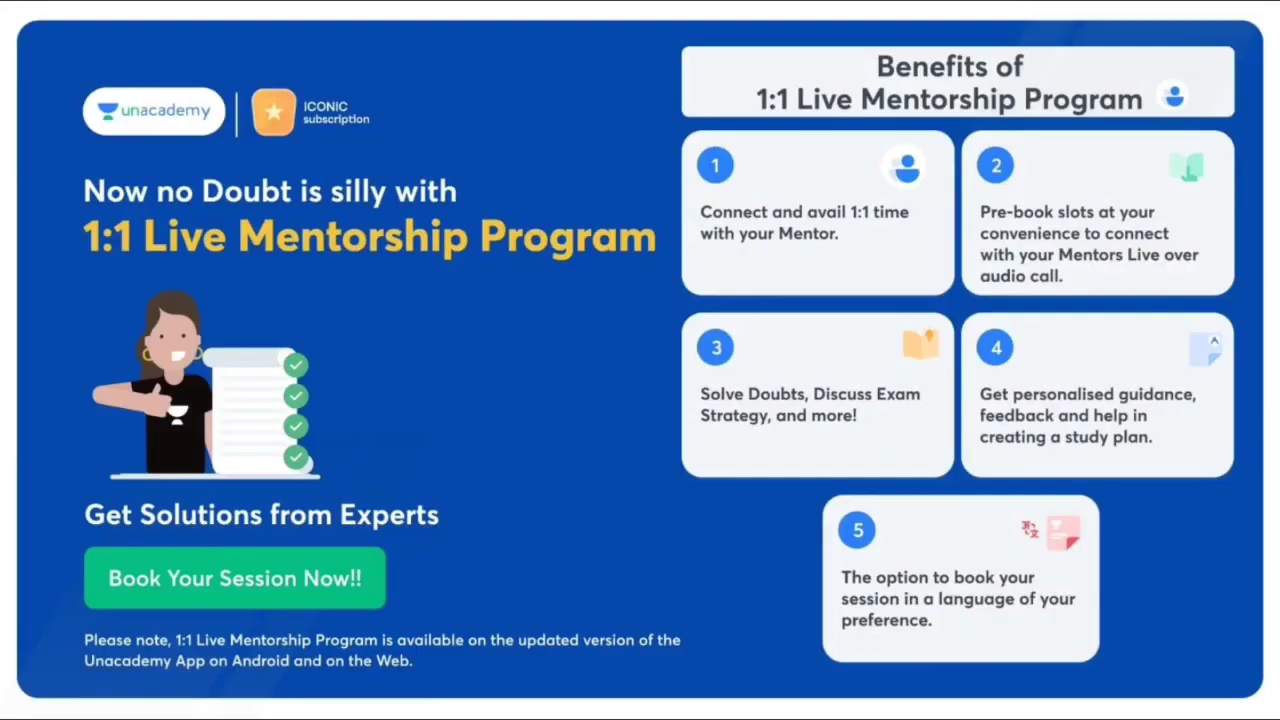 unacademy
ICONIC
subscription
Now no Doubt is silly with
1:1 Live Mentorship Program
Get Solutions from Experts
Book Your Session Now!!
Please note, 1:1 Live Mentorship Program is available on the updated version of the
Unacademy App on Android and on the Web.
Benefits of
1:1 Live Mentorship Program
1
Connect and avail 1:1 time
with your Mentor.
2
Pre-book slots at your
convenience to connect
with your Mentors Live over
audio call.
3
Solve Doubts, Discuss Exam
Strategy, and more!
4
A
Get personalised guidance,
feedback and help in
creating a study plan.
5
The option to book your
session in a language of your
preference.